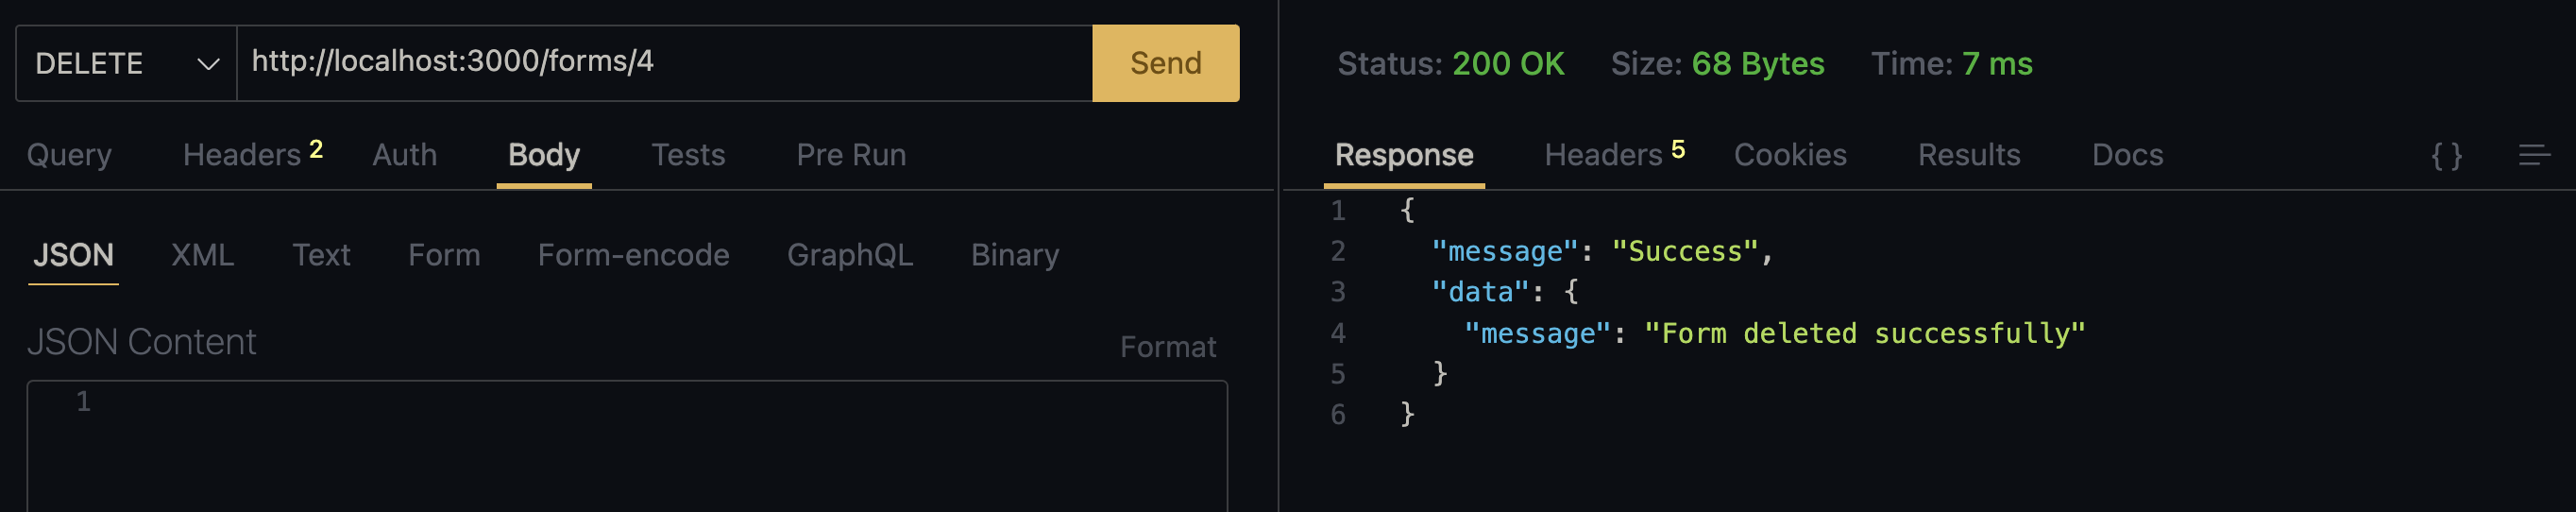 DELETE http://localhost:3000/forms/4 Send
Query Headers 2 Auth Body Tests Pre Run
JSON XML Text Form Form-encode GraphQL Binary
JSON Content Format
1
Status: 200 OK Size: 68 Bytes Time: 7 ms
Response Headers 5 Cookies Results Docs { }
1 {
2 "message": "Success",
3 "data": {
4 "message": "Form deleted successfully"
5 }
6 }